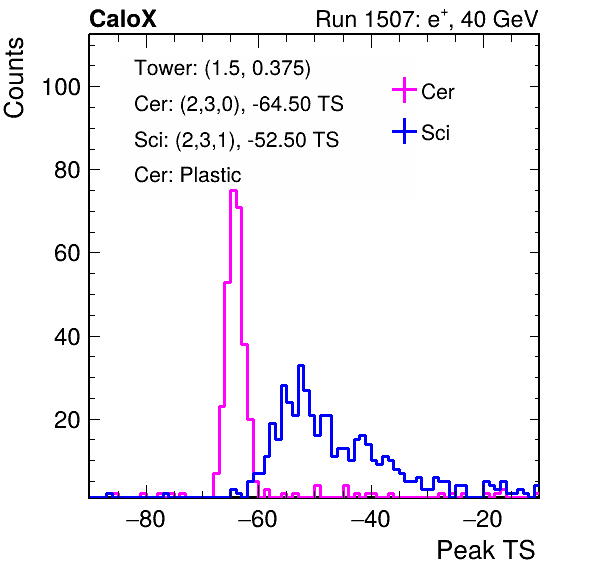 CaloX Run 1507: e⁺, 40 GeV
Counts
Tower: (1.5, 0.375)
Cer: (2,3,0), -64.50 TS
Sci: (2,3,1), -52.50 TS
Cer: Plastic
Cer
Sci
100
80
60
40
20
−80 −60 −40 −20
Peak TS